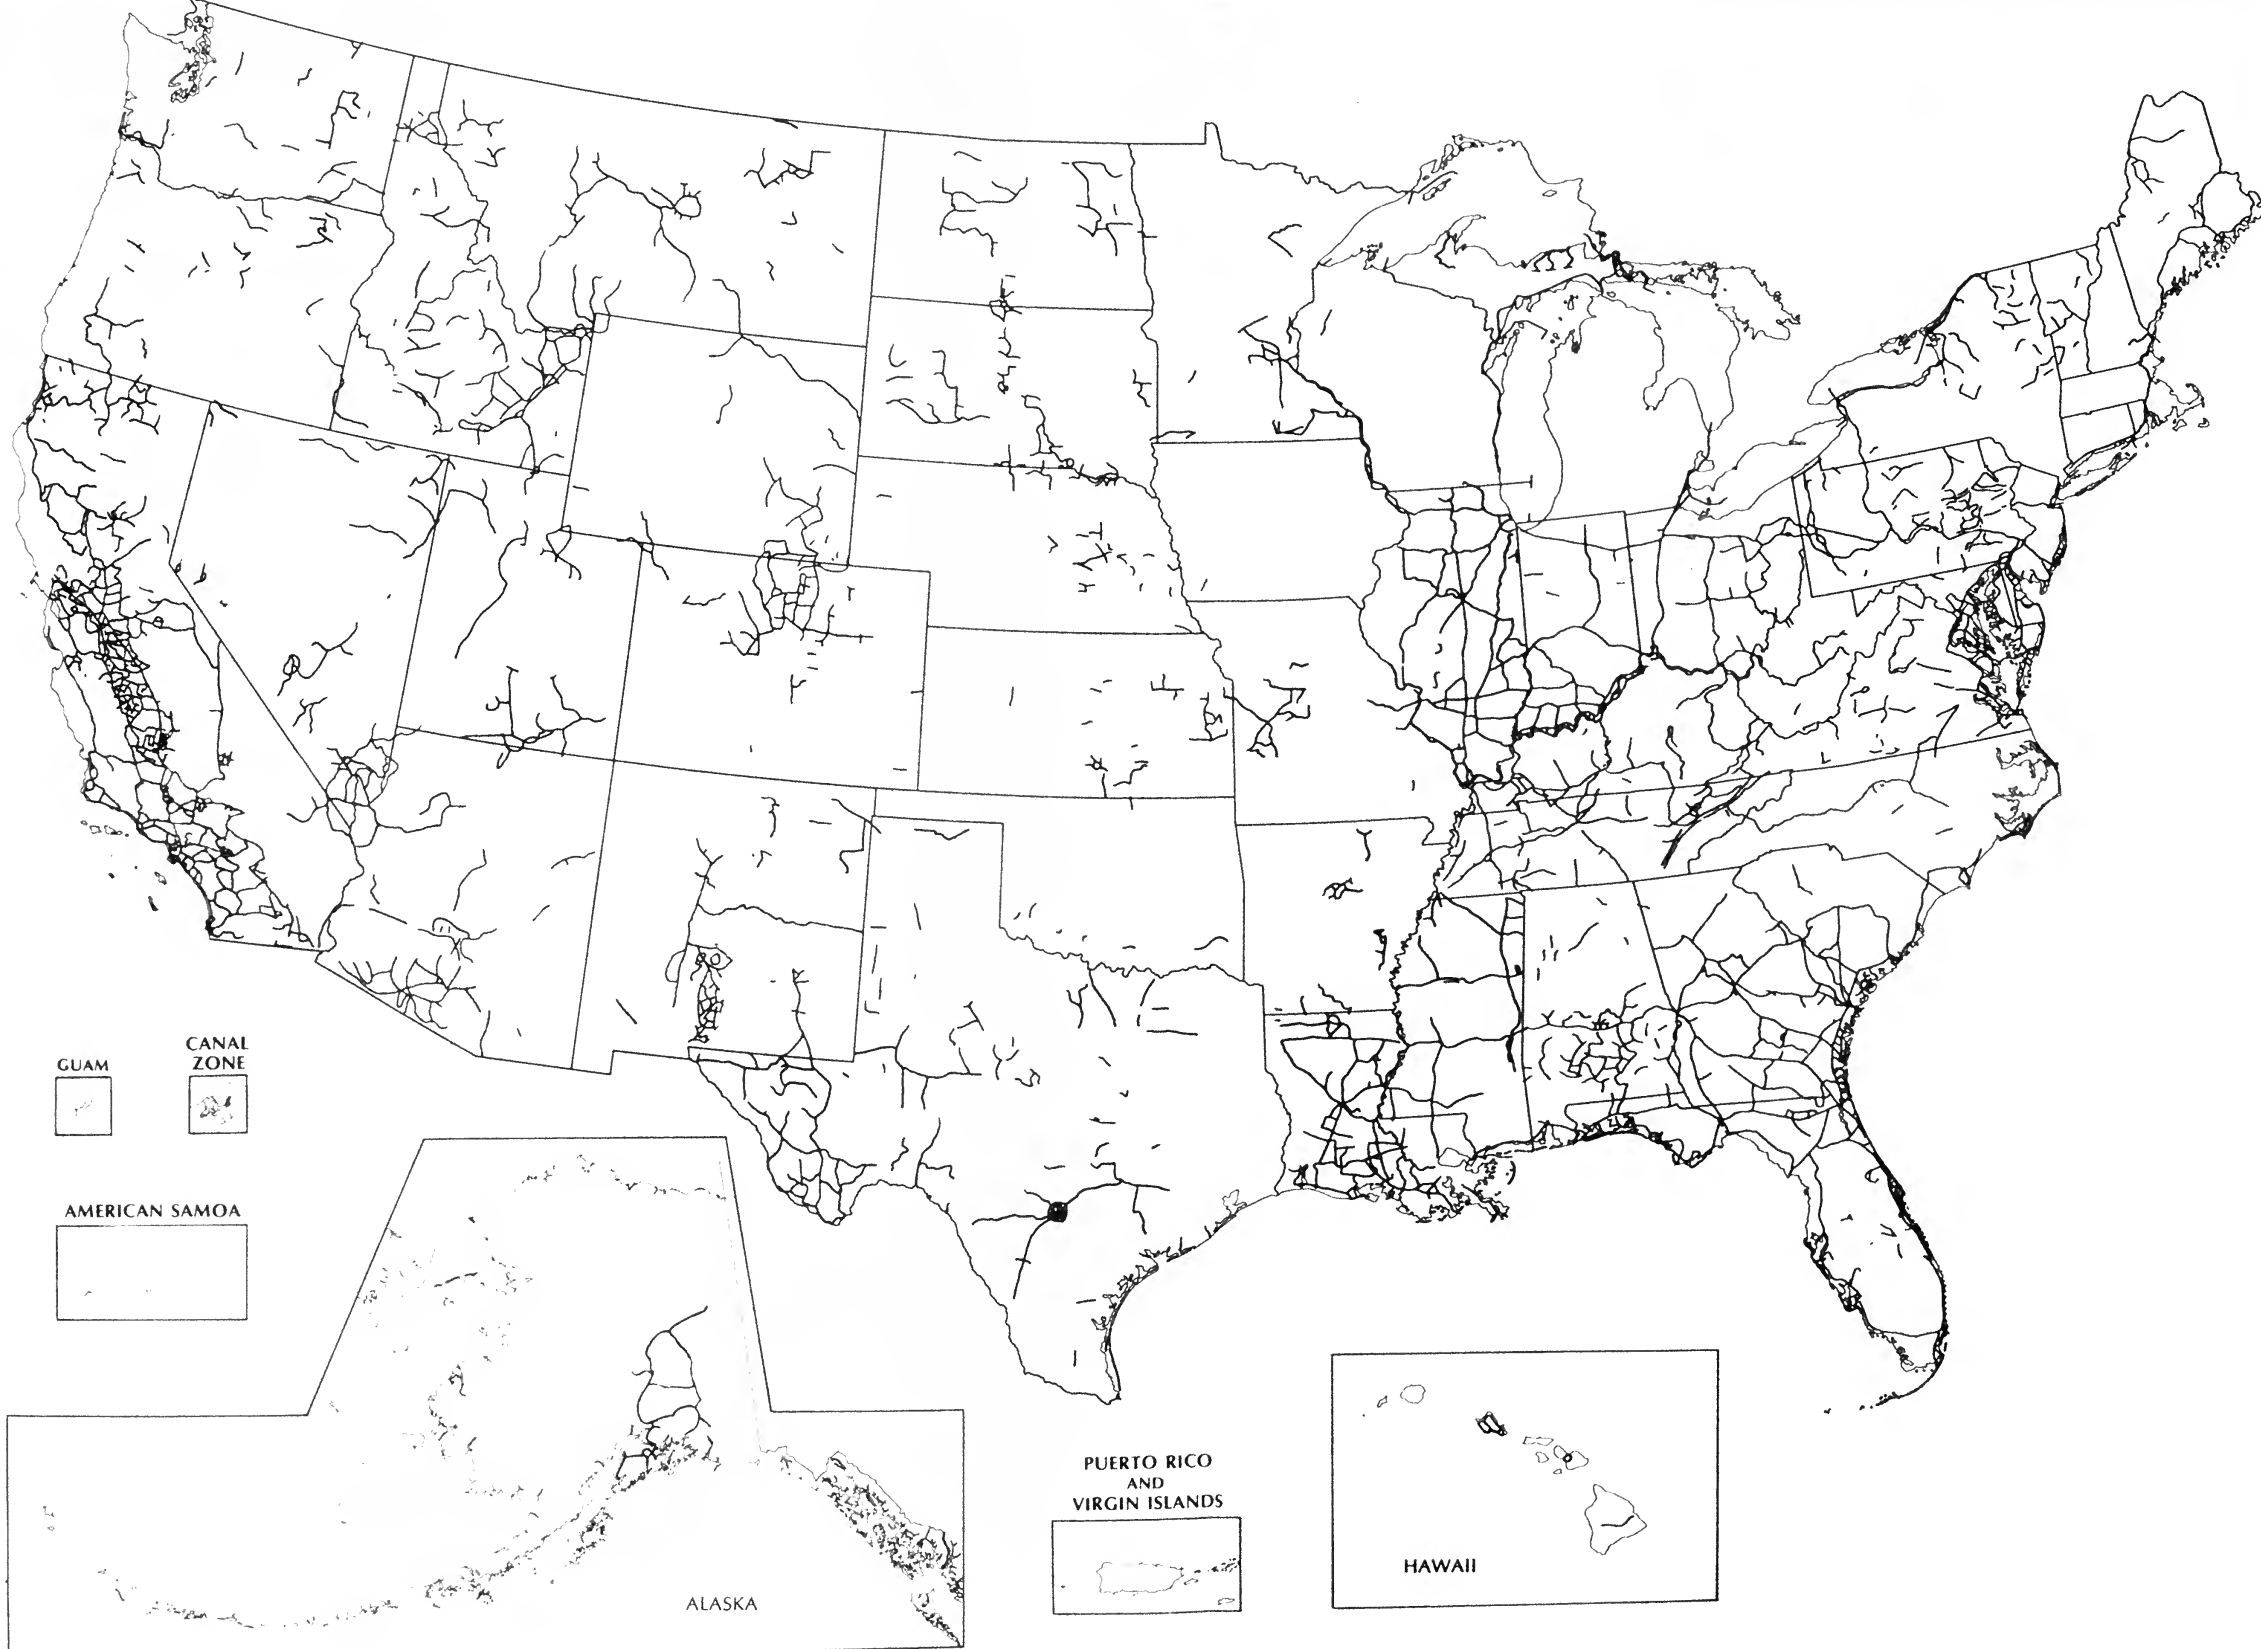 GUAM
CANAL
ZONE
AMERICAN SAMOA
ALASKA
PUERTO RICO
AND
VIRGIN ISLANDS
HAWAII